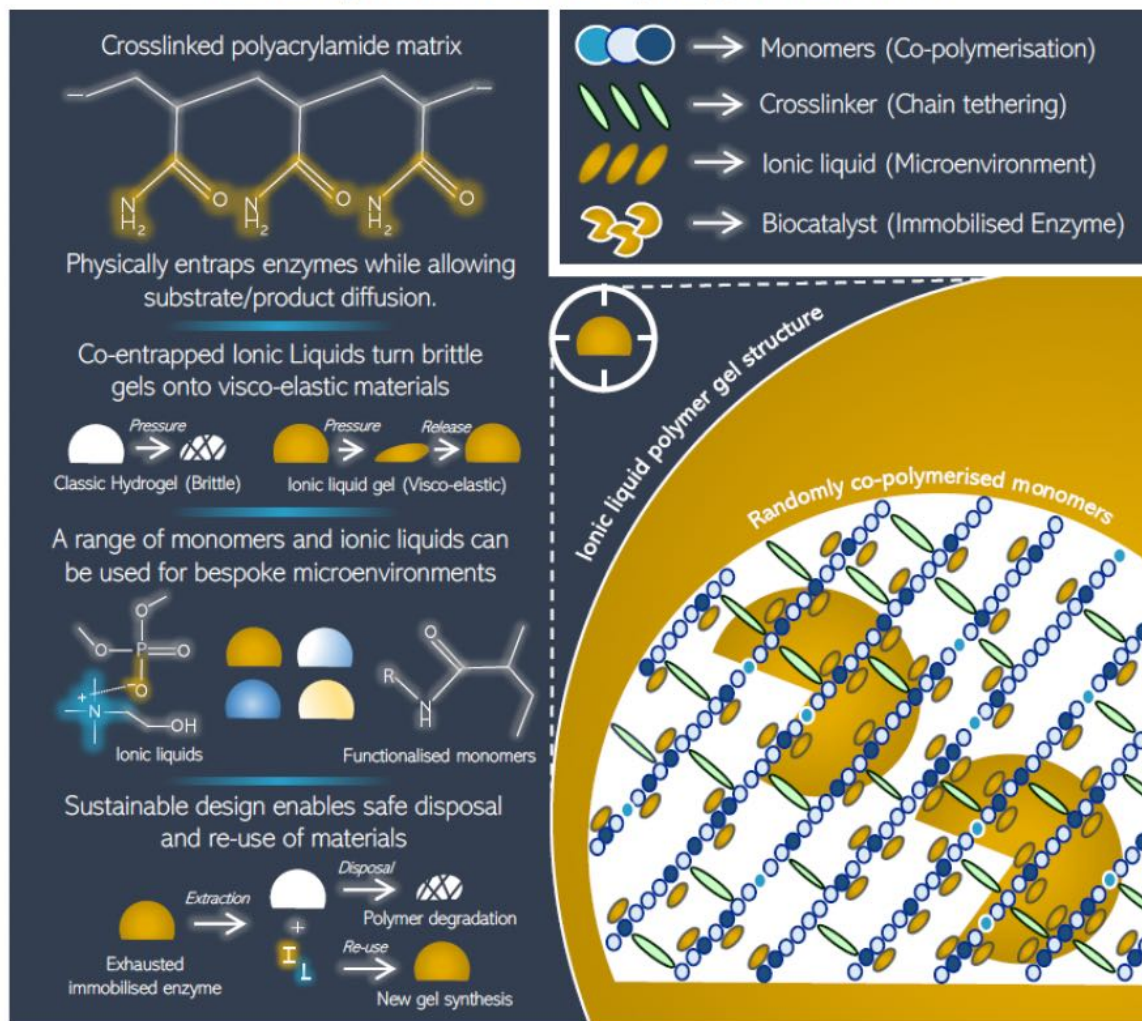 Crosslinked polyacrylamide matrix
N
H₂
O
N
H₂
O
N
H₂
O
Physically entraps enzymes while allowing
substrate/product diffusion.
Co-entrapped Ionic Liquids turn brittle
gels onto visco-elastic materials
Pressure
Pressure
Release
Classic Hydrogel (Brittle)
Ionic liquid gel (Visco-elastic)
A range of monomers and ionic liquids can
be used for bespoke microenvironments
O
O
P
O
-O
+
N
OH
Ionic liquids
O
R
N
H
Functionalised monomers
Sustainable design enables safe disposal
and re-use of materials
Extraction
Disposal
Polymer degradation
+
Re-use
Exhausted
immobilised enzyme
New gel synthesis
Monomers (Co-polymerisation)
Crosslinker (Chain tethering)
Ionic liquid (Microenvironment)
Biocatalyst (Immobilised Enzyme)
Ionic liquid polymer gel structure
Randomly co-polymerised monomers